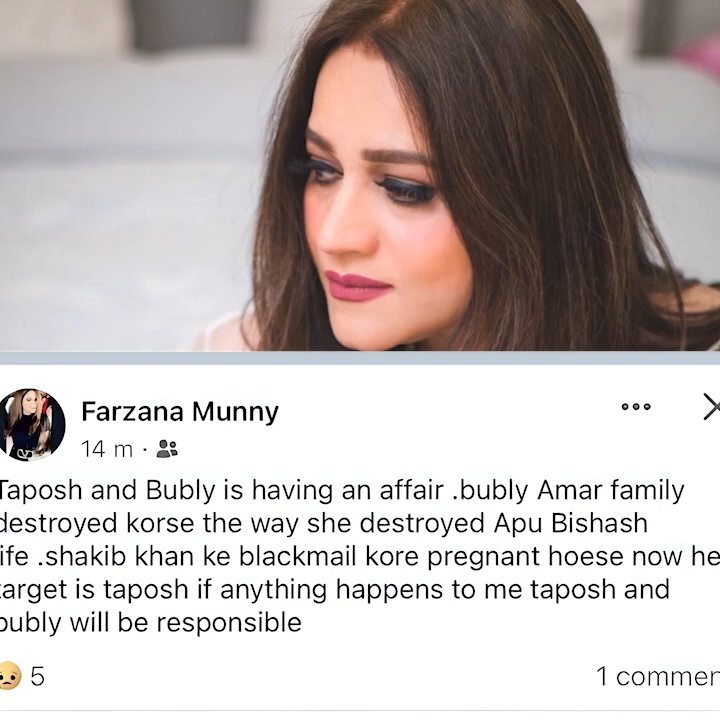 Farzana Munny
14 m ·
Taposh and Bubly is having an affair .bubly Amar family
destroyed korse the way she destroyed Apu Bishash
ife .shakib khan ke blackmail kore pregnant hoese now he
target is taposh if anything happens to me taposh and
bubly will be responsible
5
1 commen